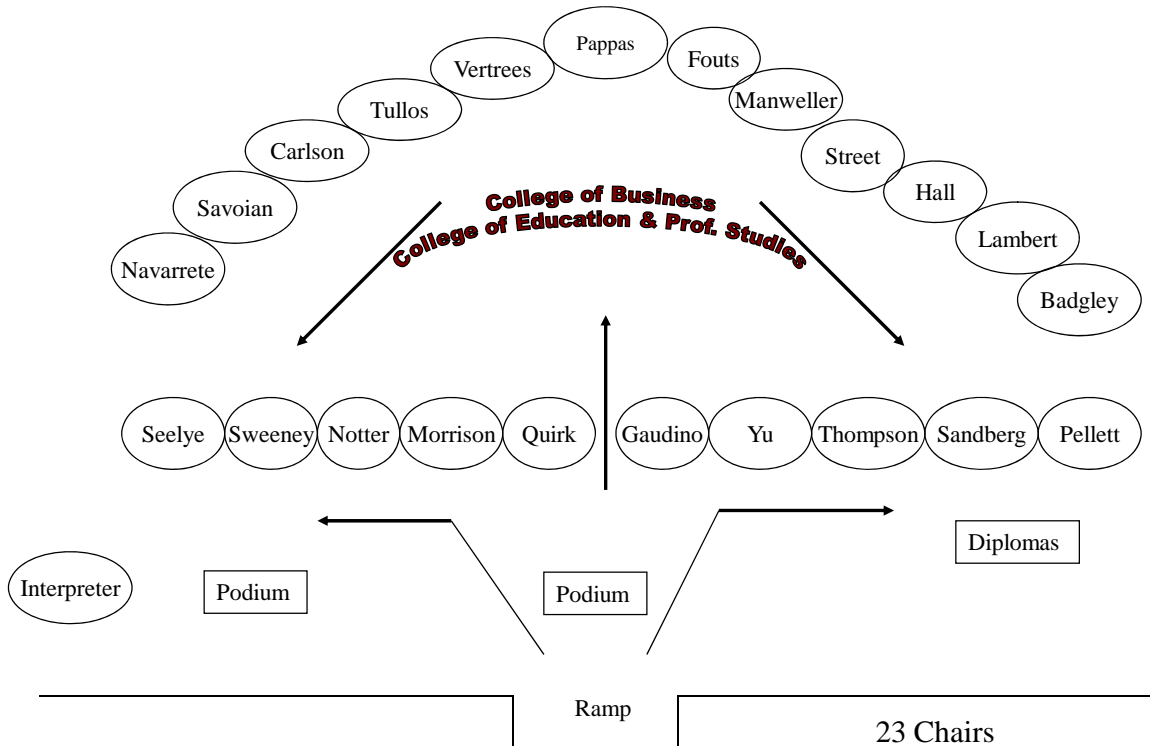 Pappas
Vertrees
Fouts
Tullos
Manweller
Carlson
Street
Savoian
Hall
Navarrete
Lambert
Badgley
College of Business
College of Education & Prof. Studies
Seelye
Sweeney
Notter
Morrison
Quirk
Gaudino
Yu
Thompson
Sandberg
Pellett
Diplomas
Interpreter
Podium
Podium
Ramp
23 Chairs